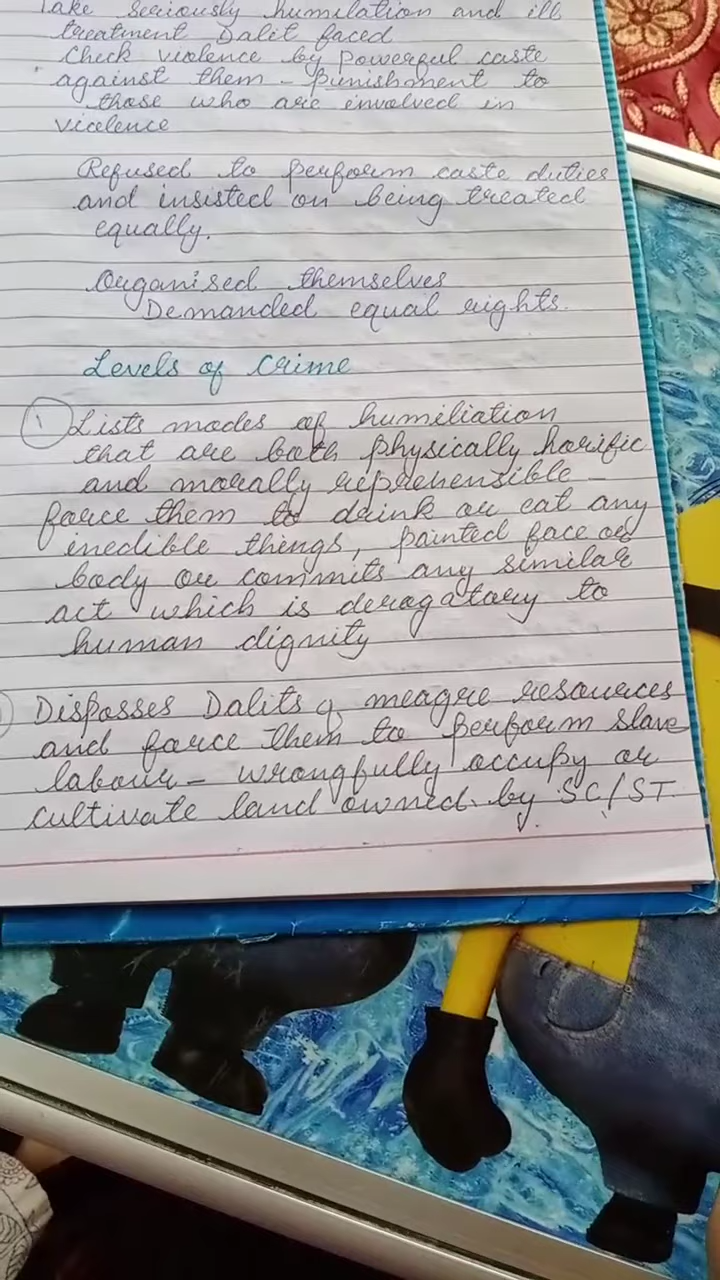 Take seriously humilation and ill
treatment Dalit faced
Check violence by powerful caste
against them - punishment to
those who are involved in
violence
Refused to perform caste duties
and insisted on being treated
equally.
Organised themselves
Demanded equal rights.
Levels of Crime
1 Lists modes of humiliation
that are both physically horific
and morally reprehensible -
force them to drink or eat any
inedible things, painted face or
body or commits any similar
act which is derogatory to
human dignity
Disposses Dalits of meagre resources
and force them to perform slave
labour - wrongfully occupy or
cultivate land owned by SC/ST